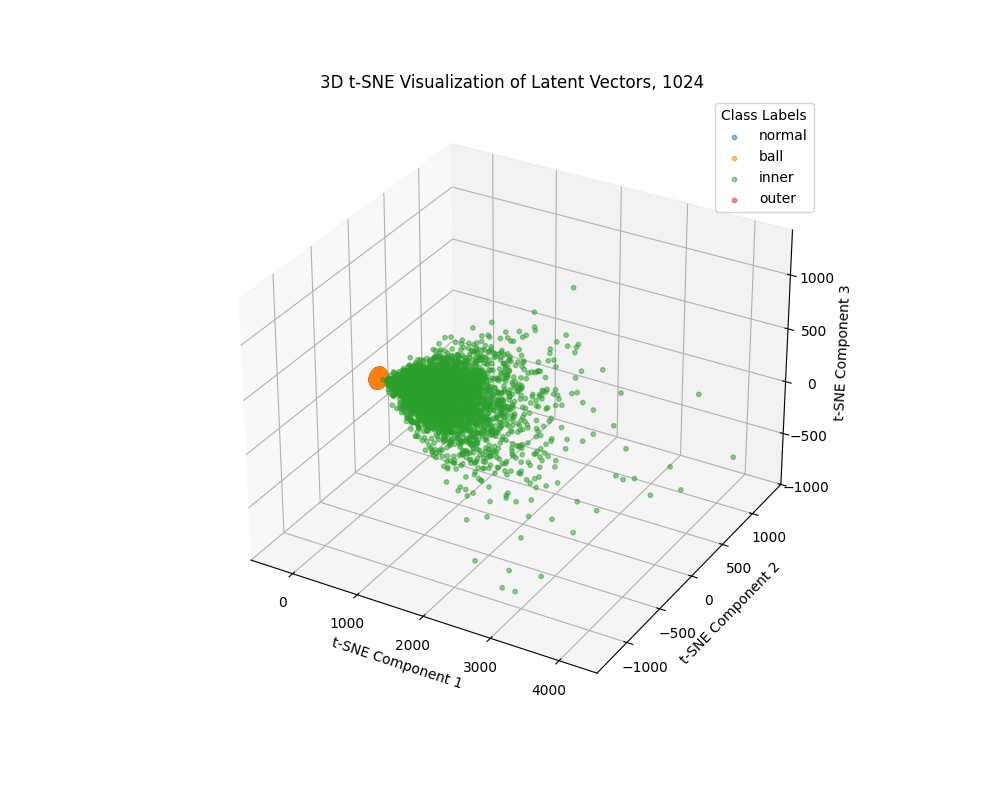 3D t-SNE Visualization of Latent Vectors, 1024
Class Labels
normal
ball
inner
outer
1000
500
0
−500
−1000
t-SNE Component 3
1000
500
0
−500
−1000
t-SNE Component 2
0
1000
2000
3000
4000
t-SNE Component 1